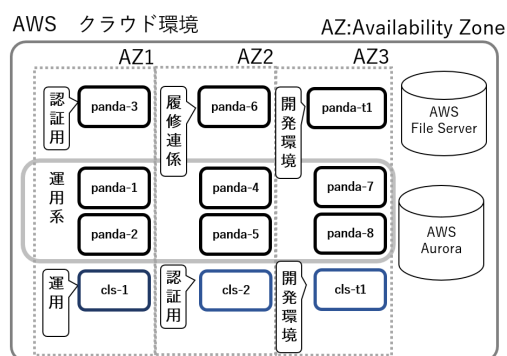 AWS クラウド環境
AZ:Availability Zone
AZ1 AZ2 AZ3
認証用
panda-3
履修連係
panda-6
開発環境
panda-t1
AWS
File Server
運用系
panda-1
panda-4
panda-7
panda-2
panda-5
panda-8
AWS
Aurora
運用
cls-1
認証用
cls-2
開発環境
cls-t1